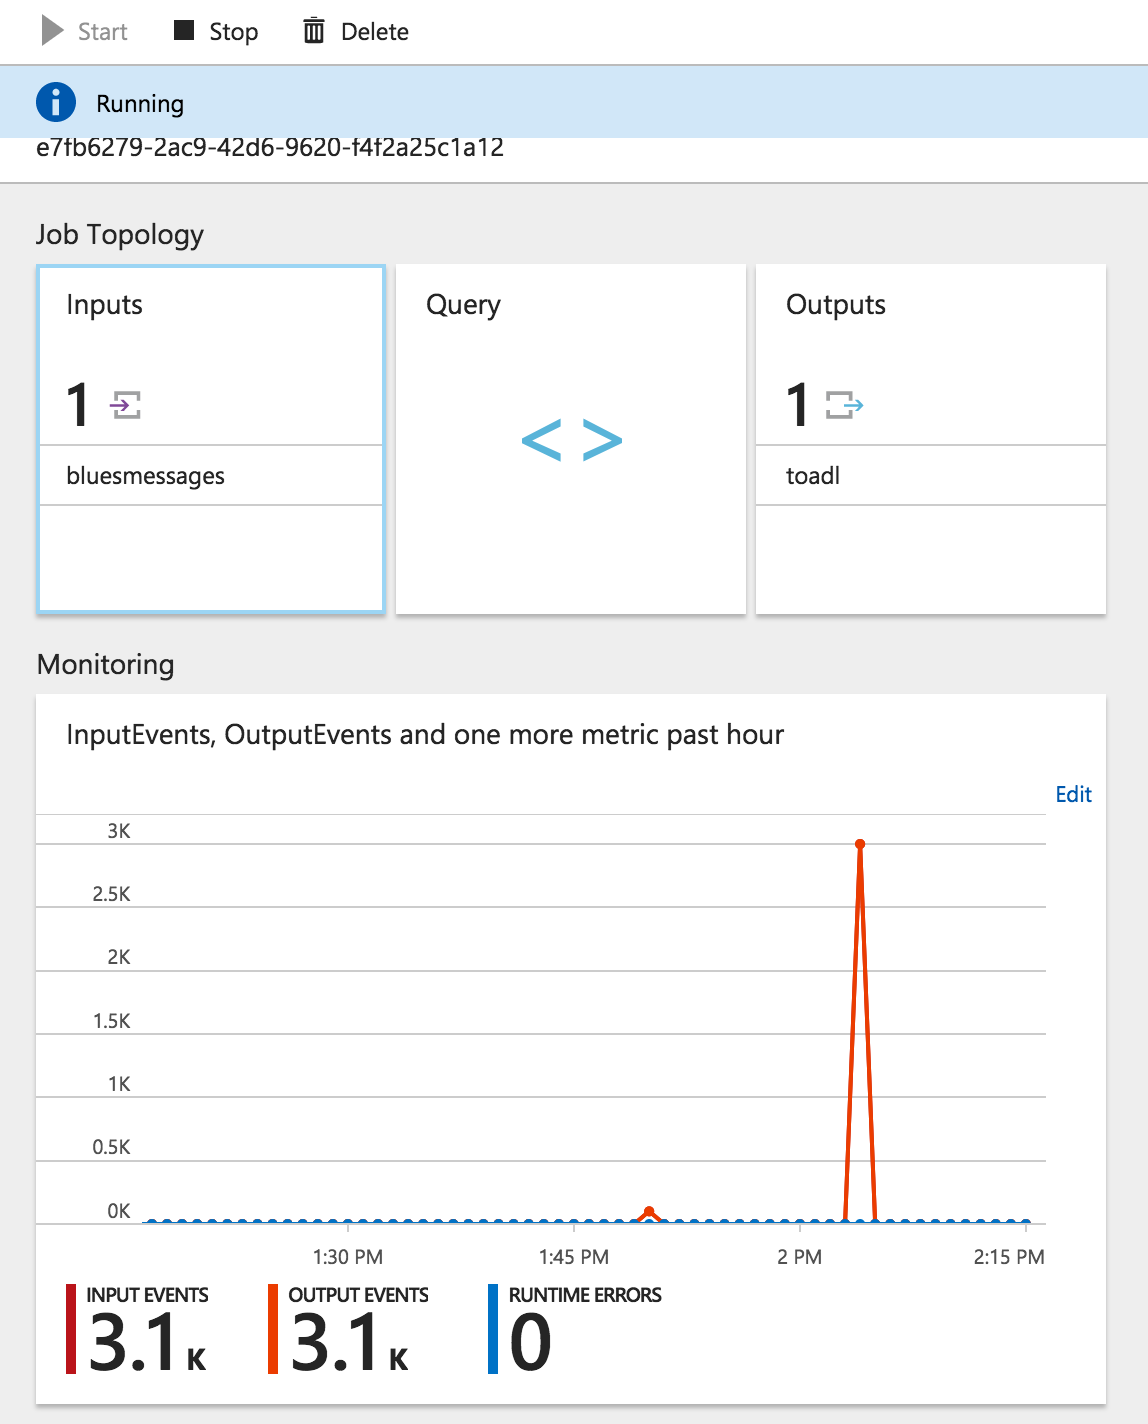 Start Stop Delete
Running
e7fb6279-2ac9-42d6-9620-f4f2a25c1a12
Job Topology
Inputs
1
bluesmessages
Query
< >
Outputs
1
toadl
Monitoring
InputEvents, OutputEvents and one more metric past hour
Edit
3K
2.5K
2K
1.5K
1K
0.5K
0K
1:30 PM 1:45 PM 2 PM 2:15 PM
INPUT EVENTS
3.1 K
OUTPUT EVENTS
3.1 K
RUNTIME ERRORS
0